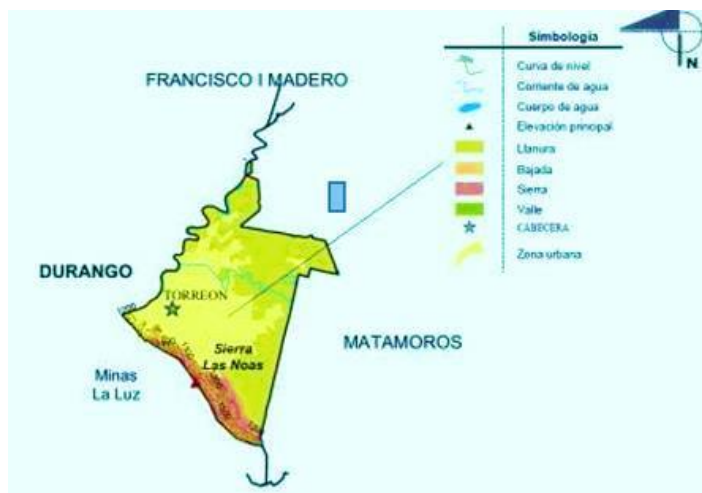 Simbología
N
Curva de nivel
Corriente de agua
Cuerpo de agua
Elevación principal
Llanura
Bajada
Sierra
Valle
CABECERA
Zona urbana
FRANCISCO I MADERO
DURANGO
TORREON
MATAMOROS
Sierra
Las Noas
Minas
La Luz